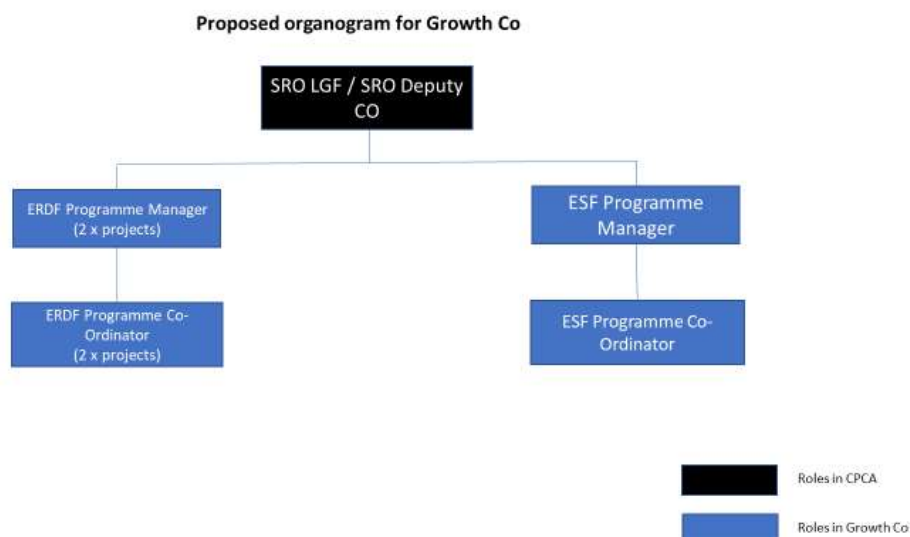 Proposed organogram for Growth Co
SRO LGF / SRO Deputy
CO
ERDF Programme Manager
(2 x projects)
ESF Programme
Manager
ERDF Programme Co-
Ordinator
(2 x projects)
ESF Programme Co-
Ordinator
Roles in CPCA
Roles in Growth Co